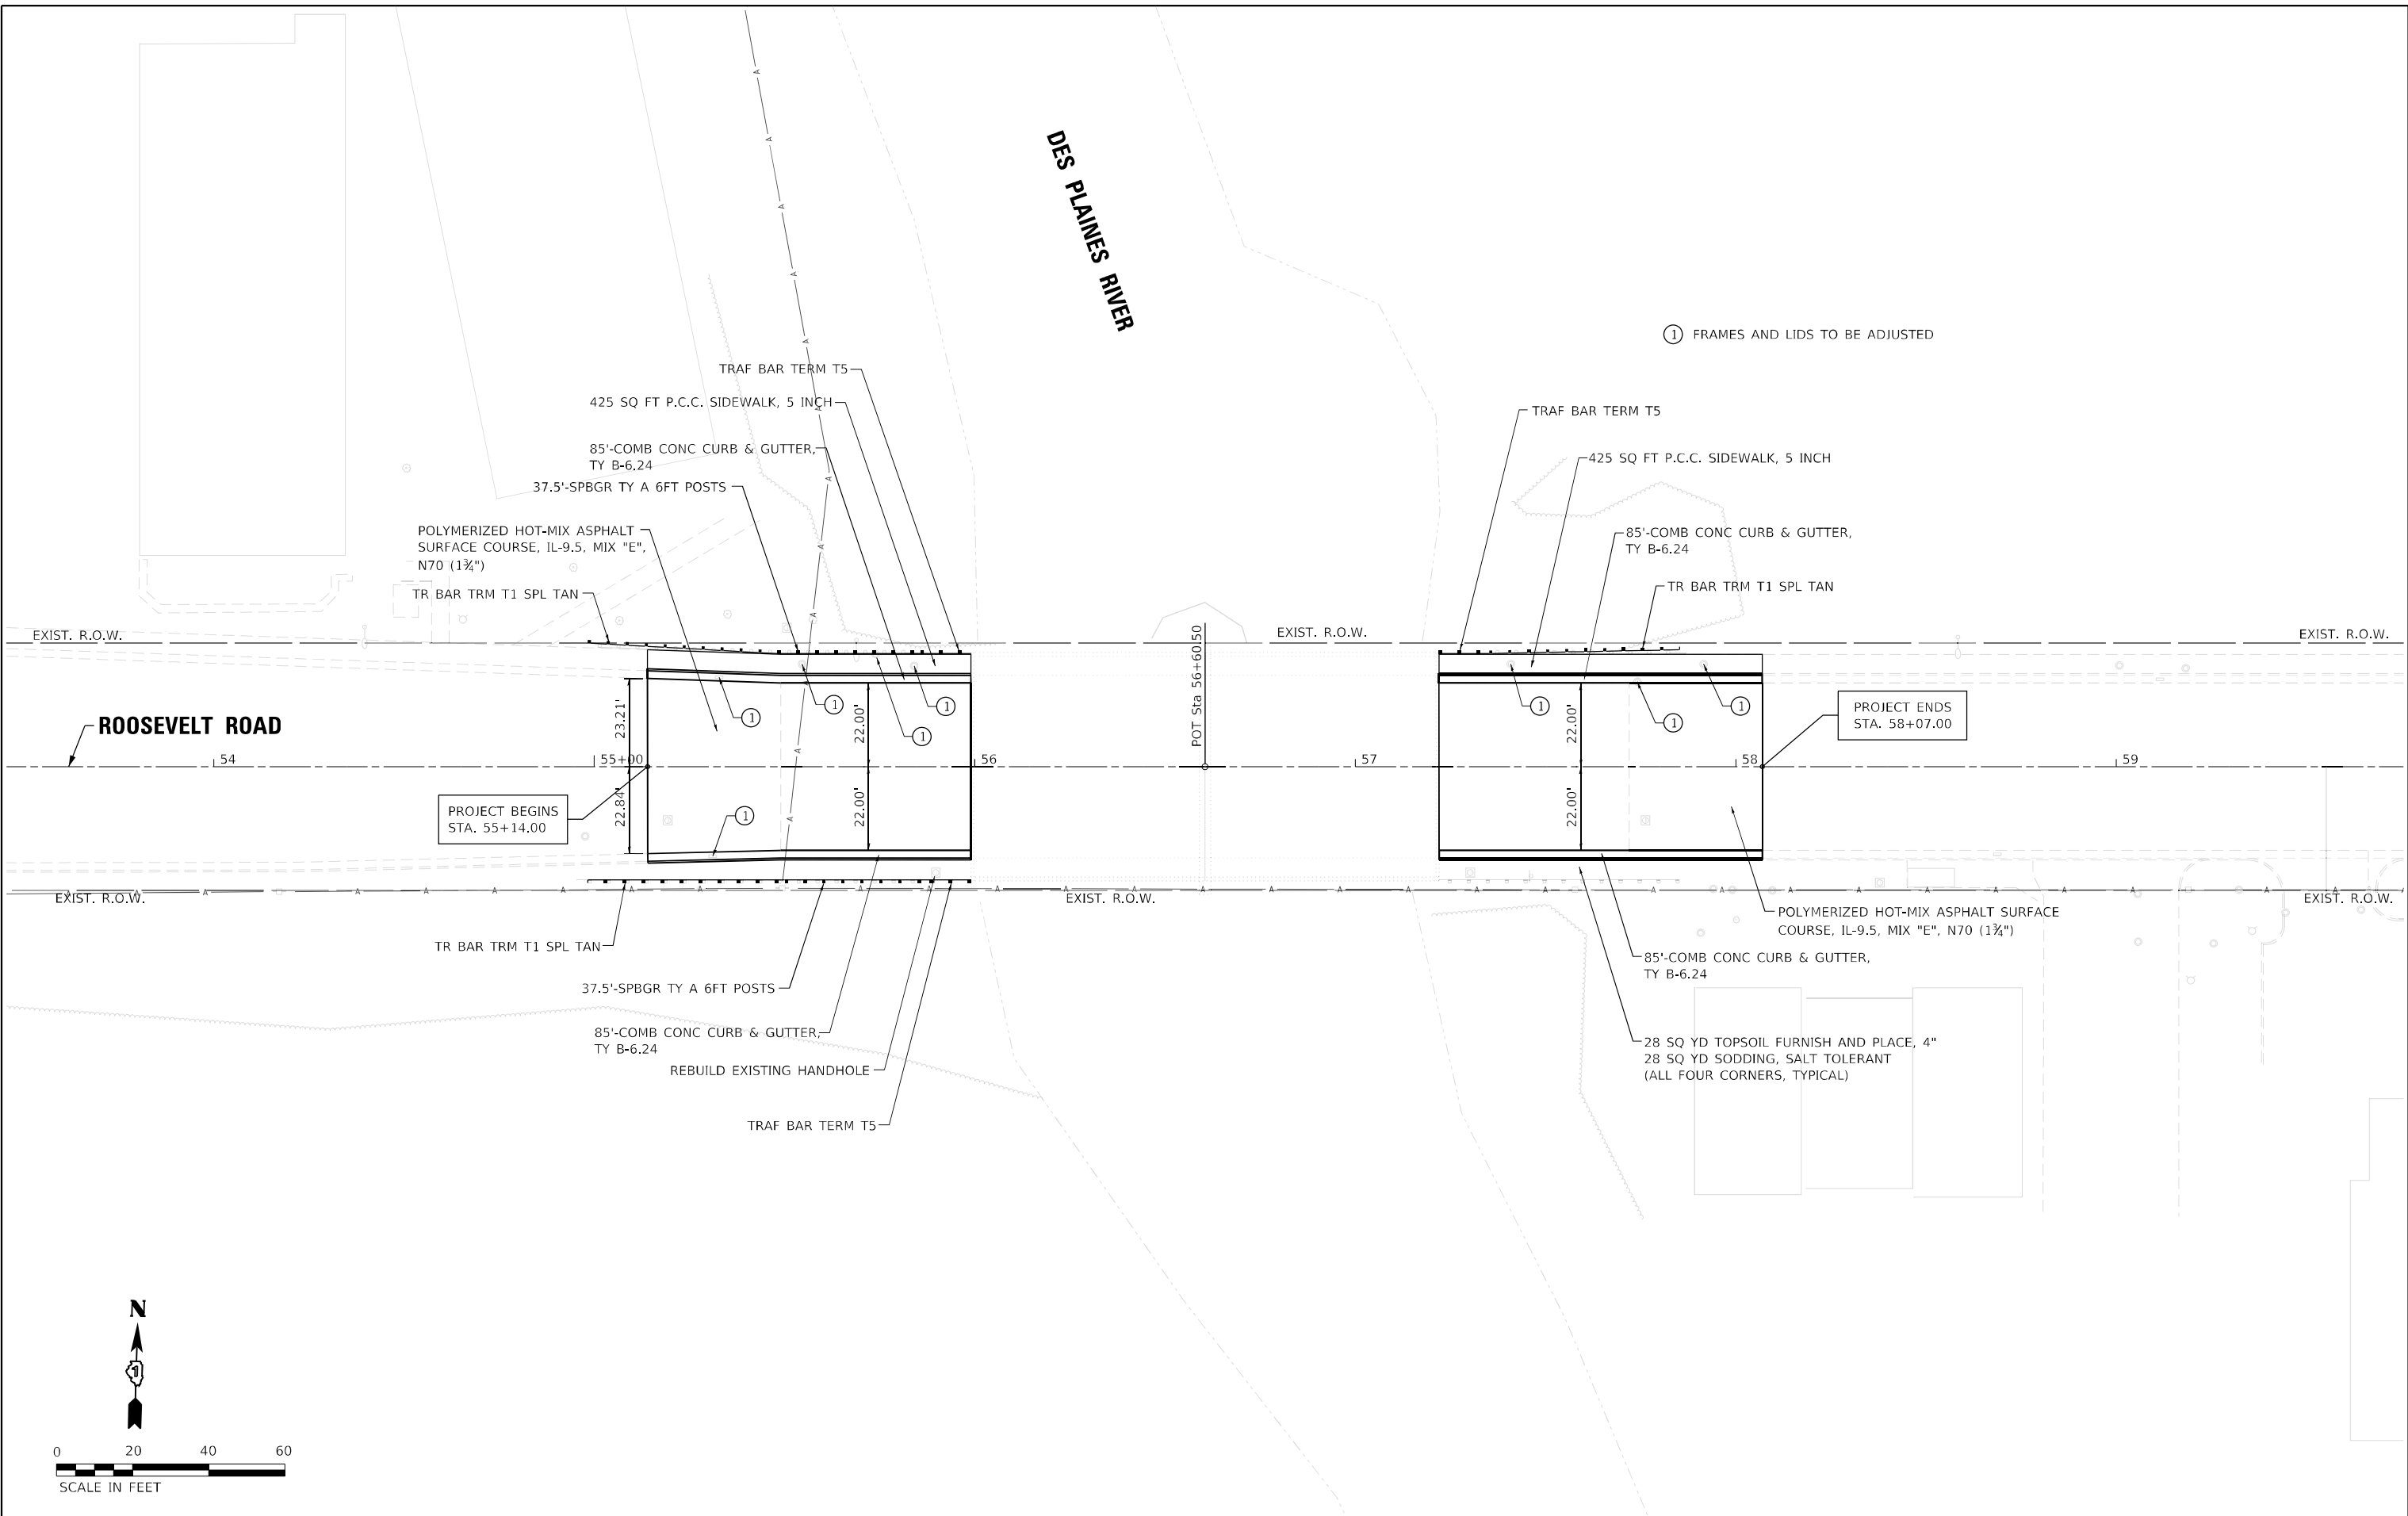 DES PLAINES RIVER
1 FRAMES AND LIDS TO BE ADJUSTED
TRAF BAR TERM T5
425 SQ FT P.C.C. SIDEWALK, 5 INCH
85'-COMB CONC CURB & GUTTER,
TY B-6.24
37.5'-SPBGR TY A 6FT POSTS
POLYMERIZED HOT-MIX ASPHALT
SURFACE COURSE, IL-9.5, MIX "E",
N70 (1¾")
TR BAR TRM T1 SPL TAN
TRAF BAR TERM T5
425 SQ FT P.C.C. SIDEWALK, 5 INCH
85'-COMB CONC CURB & GUTTER,
TY B-6.24
TR BAR TRM T1 SPL TAN
EXIST. R.O.W.
EXIST. R.O.W.
EXIST. R.O.W.
ROOSEVELT ROAD
23.21'
22.84'
22.00'
22.00'
22.00'
22.00'
1
1
1
1
1
1
1
1
POT Sta 56+60.50
54
55+00
56
57
58
59
PROJECT BEGINS
STA. 55+14.00
PROJECT ENDS
STA. 58+07.00
EXIST. R.O.W.
EXIST. R.O.W.
EXIST. R.O.W.
TR BAR TRM T1 SPL TAN
37.5'-SPBGR TY A 6FT POSTS
85'-COMB CONC CURB & GUTTER,
TY B-6.24
REBUILD EXISTING HANDHOLE
TRAF BAR TERM T5
POLYMERIZED HOT-MIX ASPHALT SURFACE
COURSE, IL-9.5, MIX "E", N70 (1¾")
85'-COMB CONC CURB & GUTTER,
TY B-6.24
28 SQ YD TOPSOIL FURNISH AND PLACE, 4"
28 SQ YD SODDING, SALT TOLERANT
(ALL FOUR CORNERS, TYPICAL)
N
1
0 20 40 60
SCALE IN FEET